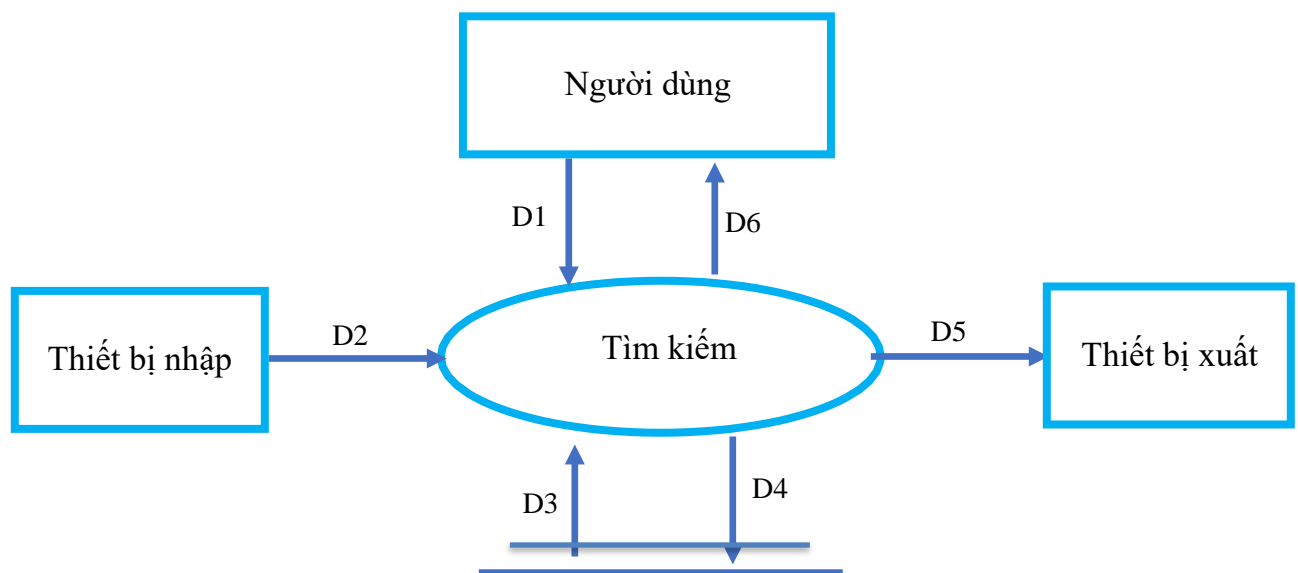 Người dùng
D1
D6
Thiết bị nhập
D2
Tìm kiếm
D5
Thiết bị xuất
D3
D4